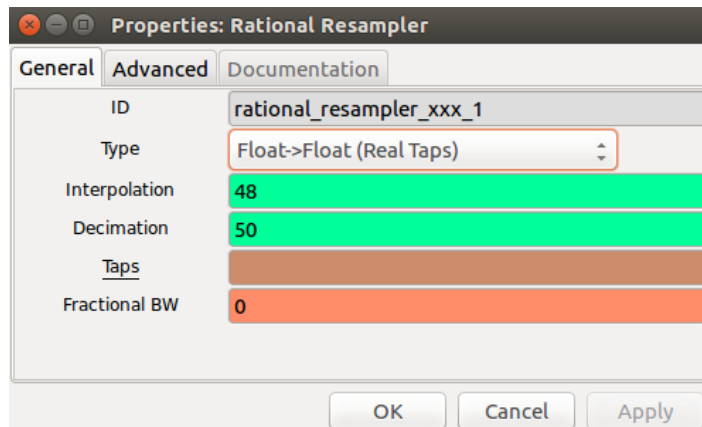 Properties: Rational Resampler
General Advanced Documentation
ID rational_resampler_xxx_1
Type Float->Float (Real Taps)
Interpolation 48
Decimation 50
Taps
Fractional BW 0
OK Cancel Apply